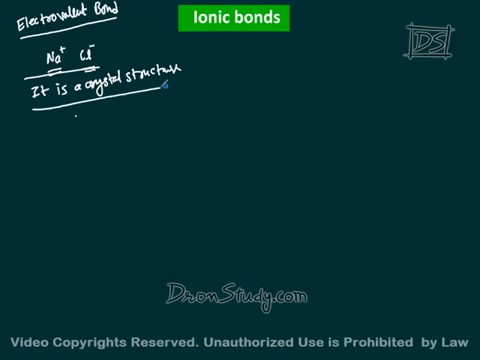 Ionic bonds
Electrovalent Bond
DS
Na+ Cl-
It is a crystal structure
DronStudy.com
Video Copyrights Reserved. Unauthorized Use is Prohibited by Law